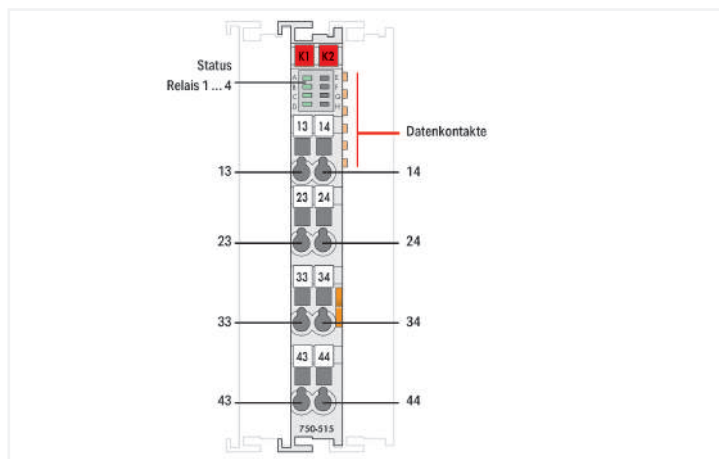 K1 K2
Status
Relais 1 ... 4
A E
B F
C G
D H
13 14
Datenkontakte
13 14
23 24
23 24
33 34
33 34
43 44
43 44
750-515